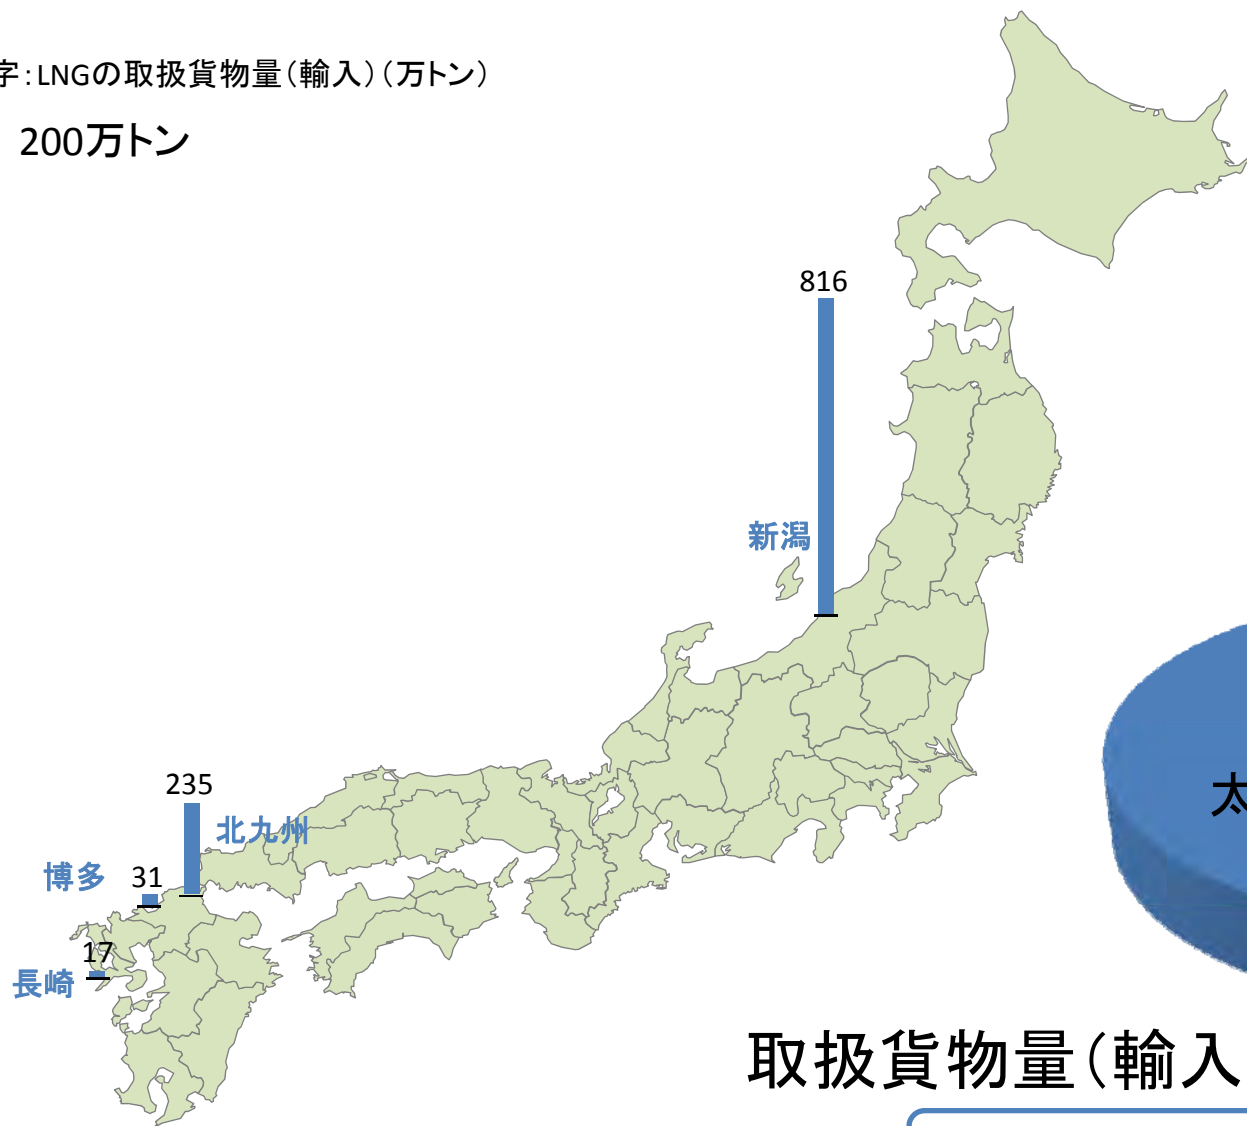 字：LNGの取扱貨物量（輸入）（万トン）
200万トン
816
新潟
235
北九州
博多
31
17
長崎
太
取扱貨物量（輸入